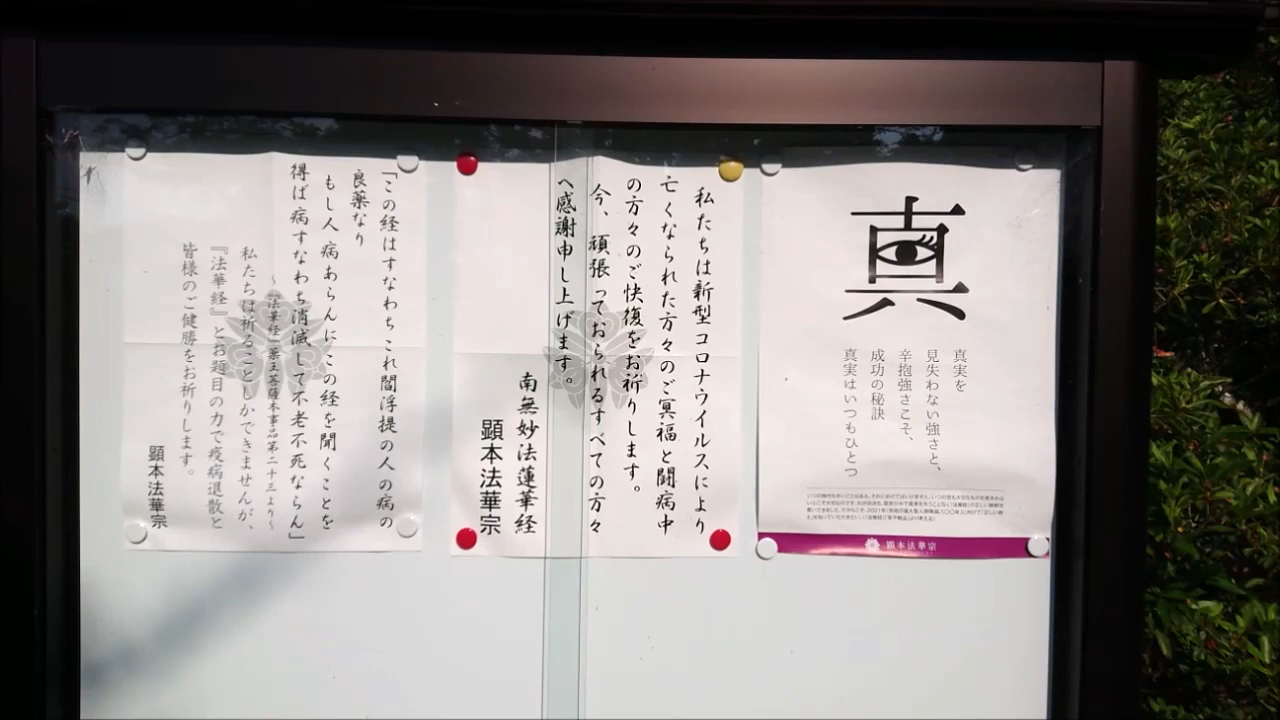 真
真実を
見失わない強さと、
辛抱強さこそ、
成功の秘訣
真実はいつもひとつ
顕本法華宗
私たちは新型コロナウイルスにより
亡くなられた方々のご冥福と闘病中
の方々のご快復をお祈りします。
今、頑張っておられるすべての方々
へ感謝申し上げます。
南無妙法蓮華経
顕本法華宗
「この経はすなわちこれ閻浮提の人の病の
良薬なり
もし人病あらんにこの経を聞くことを
得ば病すなわち消滅して不老不死ならん」
～法華経 薬王菩薩本事品第二十三より～
私たちは祈ることしかできませんが、
『法華経』とお題目の力で疫病退散と
皆様のご健勝をお祈りします。
顕本法華宗